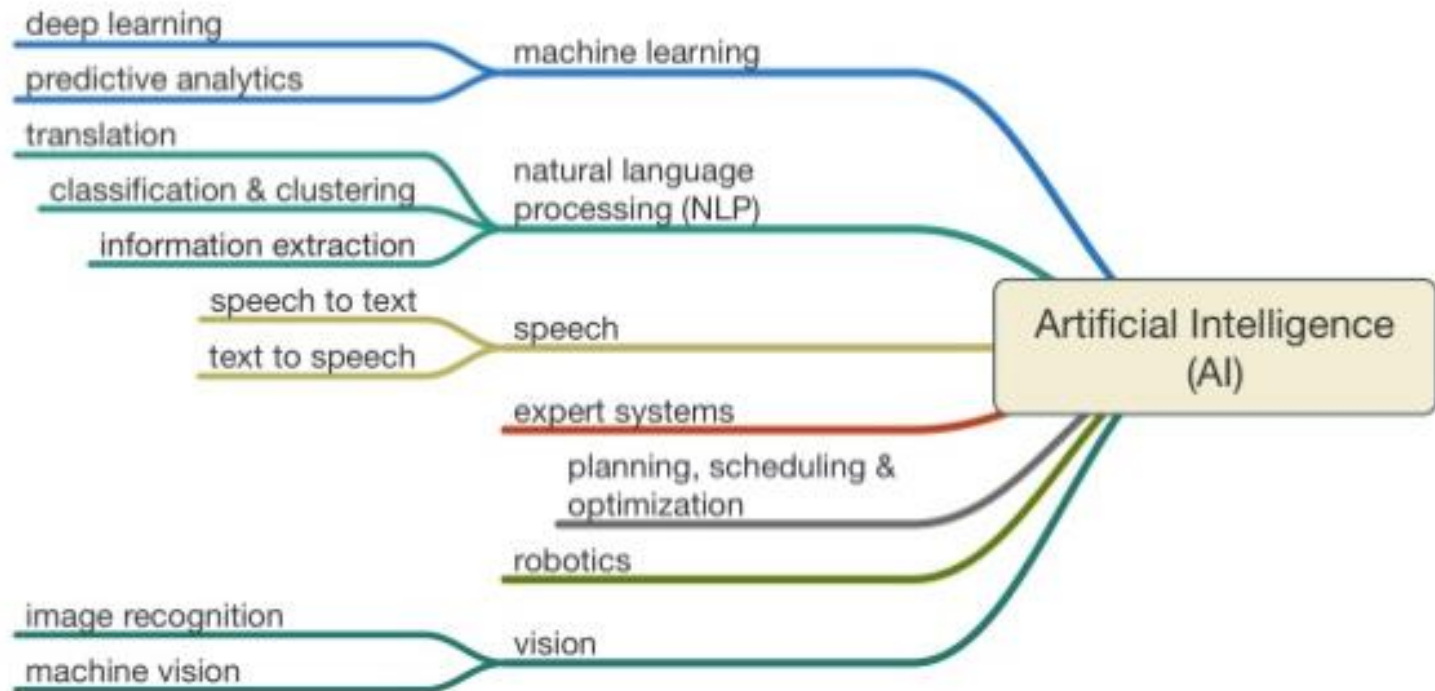 deep learning
predictive analytics
machine learning
translation
classification & clustering
information extraction
natural language
processing (NLP)
speech to text
text to speech
speech
expert systems
planning, scheduling &
optimization
robotics
image recognition
machine vision
vision
Artificial Intelligence
(AI)